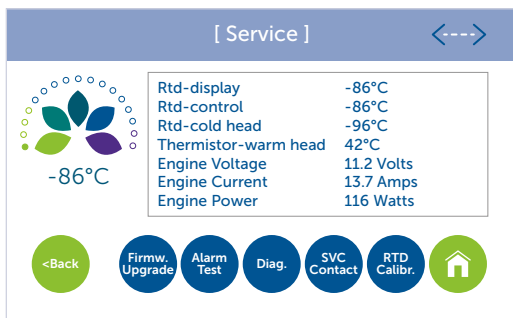 [ Service ]
<---->
Rtd-display -86°C
Rtd-control -86°C
Rtd-cold head -96°C
Thermistor-warm head 42°C
Engine Voltage 11.2 Volts
Engine Current 13.7 Amps
Engine Power 116 Watts
-86°C
<Back
Firmw.
Upgrade
Alarm
Test
Diag.
SVC
Contact
RTD
Calibr.